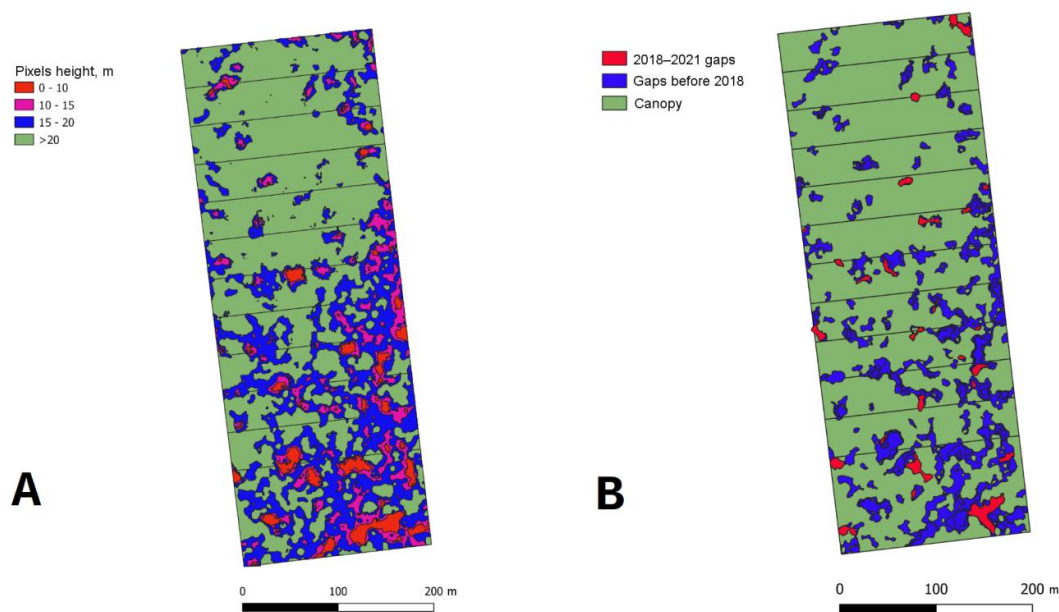 Pixels height, m
0 - 10
10 - 15
15 - 20
>20
A
0 100 200 m
2018–2021 gaps
Gaps before 2018
Canopy
B
0 100 200 m